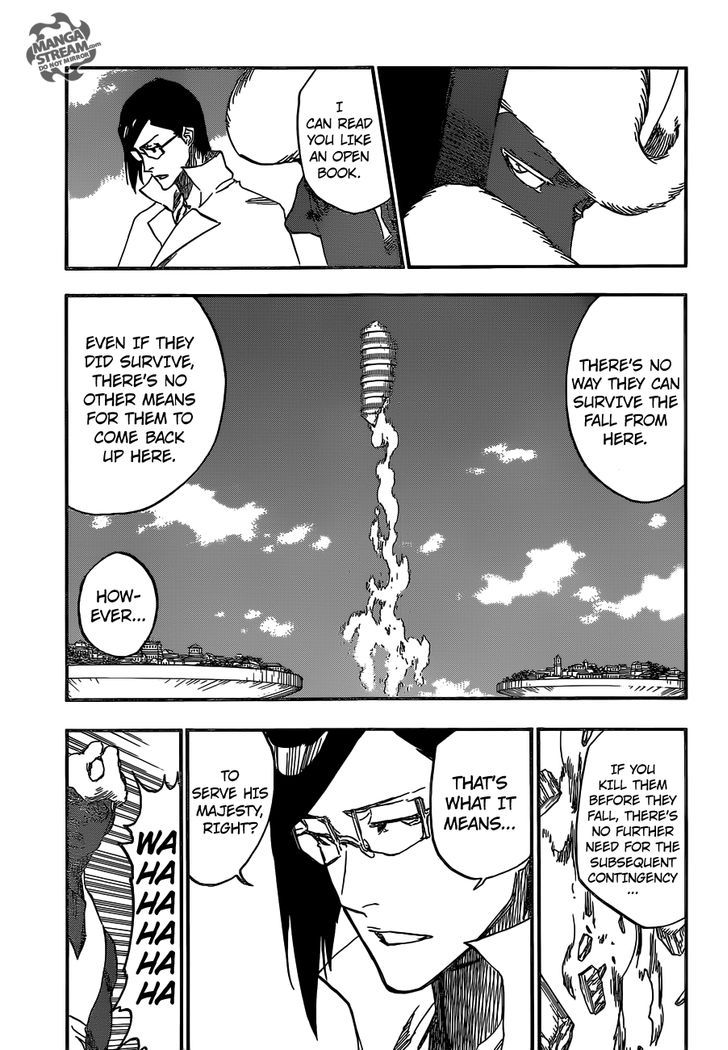 MANGA
STREAM.com
DO NOT MIRROR
I
CAN READ
YOU LIKE
AN OPEN
BOOK.
THERE'S NO
WAY THEY CAN
SURVIVE THE
FALL FROM
HERE.
EVEN IF THEY
DID SURVIVE,
THERE'S NO
OTHER MEANS
FOR THEM TO
COME BACK
UP HERE.
HOW-
EVER...
IF YOU
KILL THEM
BEFORE THEY
FALL, THERE'S
NO FURTHER
NEED FOR THE
SUBSEQUENT
CONTINGENCY
...
THAT'S
WHAT IT
MEANS...
TO
SERVE HIS
MAJESTY,
RIGHT?
WA
HA
HA
HA
HA
HA